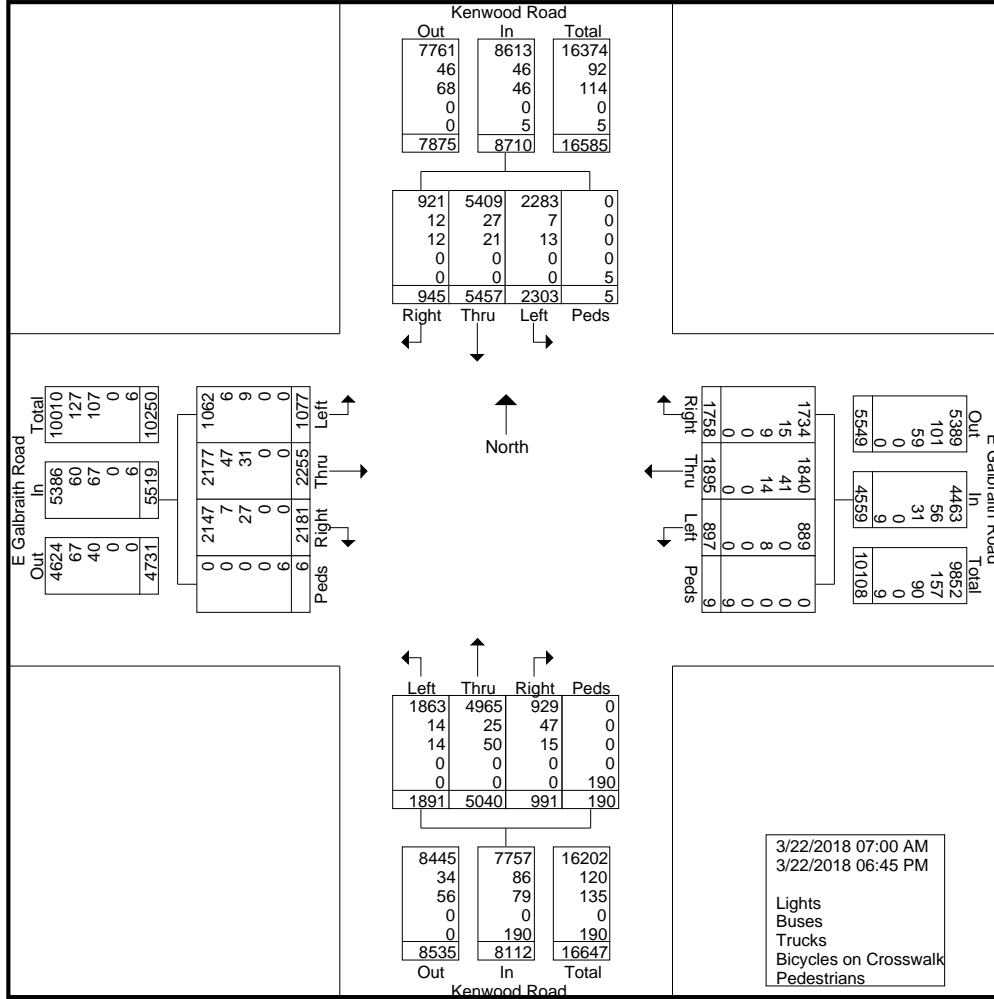 Kenwood Road
Out In Total
7761 8613 16374
46 46 92
68 46 114
0 0 0
0 5 5
7875 8710 16585
921 5409 2283 0
12 27 7 0
12 21 13 0
0 0 0 0
0 0 0 5
945 5457 2303 5
Right Thru Left Peds
E Galbraith Road
Total In Out
10010 5386 4624
127 60 67
107 67 40
0 0 0
6 6 0
10250 5519 4731
1062 2177 2147 0
6 47 7 0
9 31 27 0
0 0 0 0
0 0 0 6
1077 2255 2181 6
Left Thru Right Peds
North
Right Thru Left Peds
1758 1895 897 9
0 0 0 9
0 0 0 0
9 14 8 0
15 41 0 0
1734 1840 889 0
E Galbraith Road
Out In Total
5389 4463 9852
101 56 157
59 31 90
0 0 0
0 9 9
5549 4559 10108
Left Thru Right Peds
1863 4965 929 0
14 25 47 0
14 50 15 0
0 0 0 0
0 0 0 190
1891 5040 991 190
8445 7757 16202
34 86 120
56 79 135
0 0 0
0 190 190
8535 8112 16647
Out In Total
Kenwood Road
3/22/2018 07:00 AM
3/22/2018 06:45 PM
Lights
Buses
Trucks
Bicycles on Crosswalk
Pedestrians